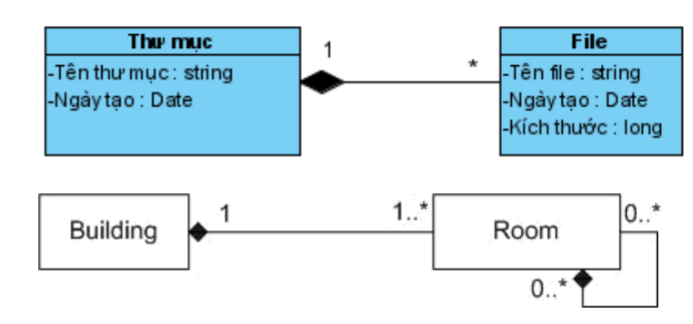 Thư mục
-Tên thư mục : string
-Ngày tạo : Date
1
*
File
-Tên file : string
-Ngày tạo : Date
-Kích thước : long
Building
1
1..*
Room
0..*
0..*